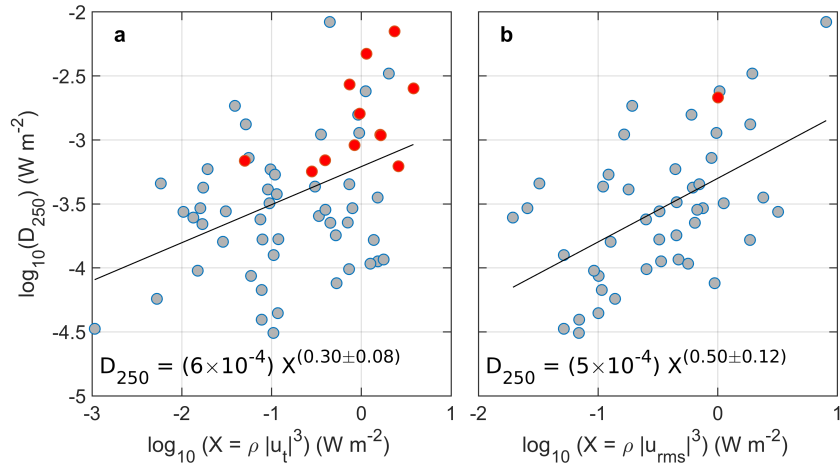 a
b
log₁₀(D₂₅₀) (W m⁻²)
-2
-2.5
-3
-3.5
-4
-4.5
-5
D₂₅₀ = (6×10⁻⁴) X^(0.30±0.08)
D₂₅₀ = (5×10⁻⁴) X^(0.50±0.12)
-3 -2 -1 0 1
-2 -1 0 1
log₁₀ (X = ρ |uₜ|³) (W m⁻²)
log₁₀ (X = ρ |u_rms|³) (W m⁻²)